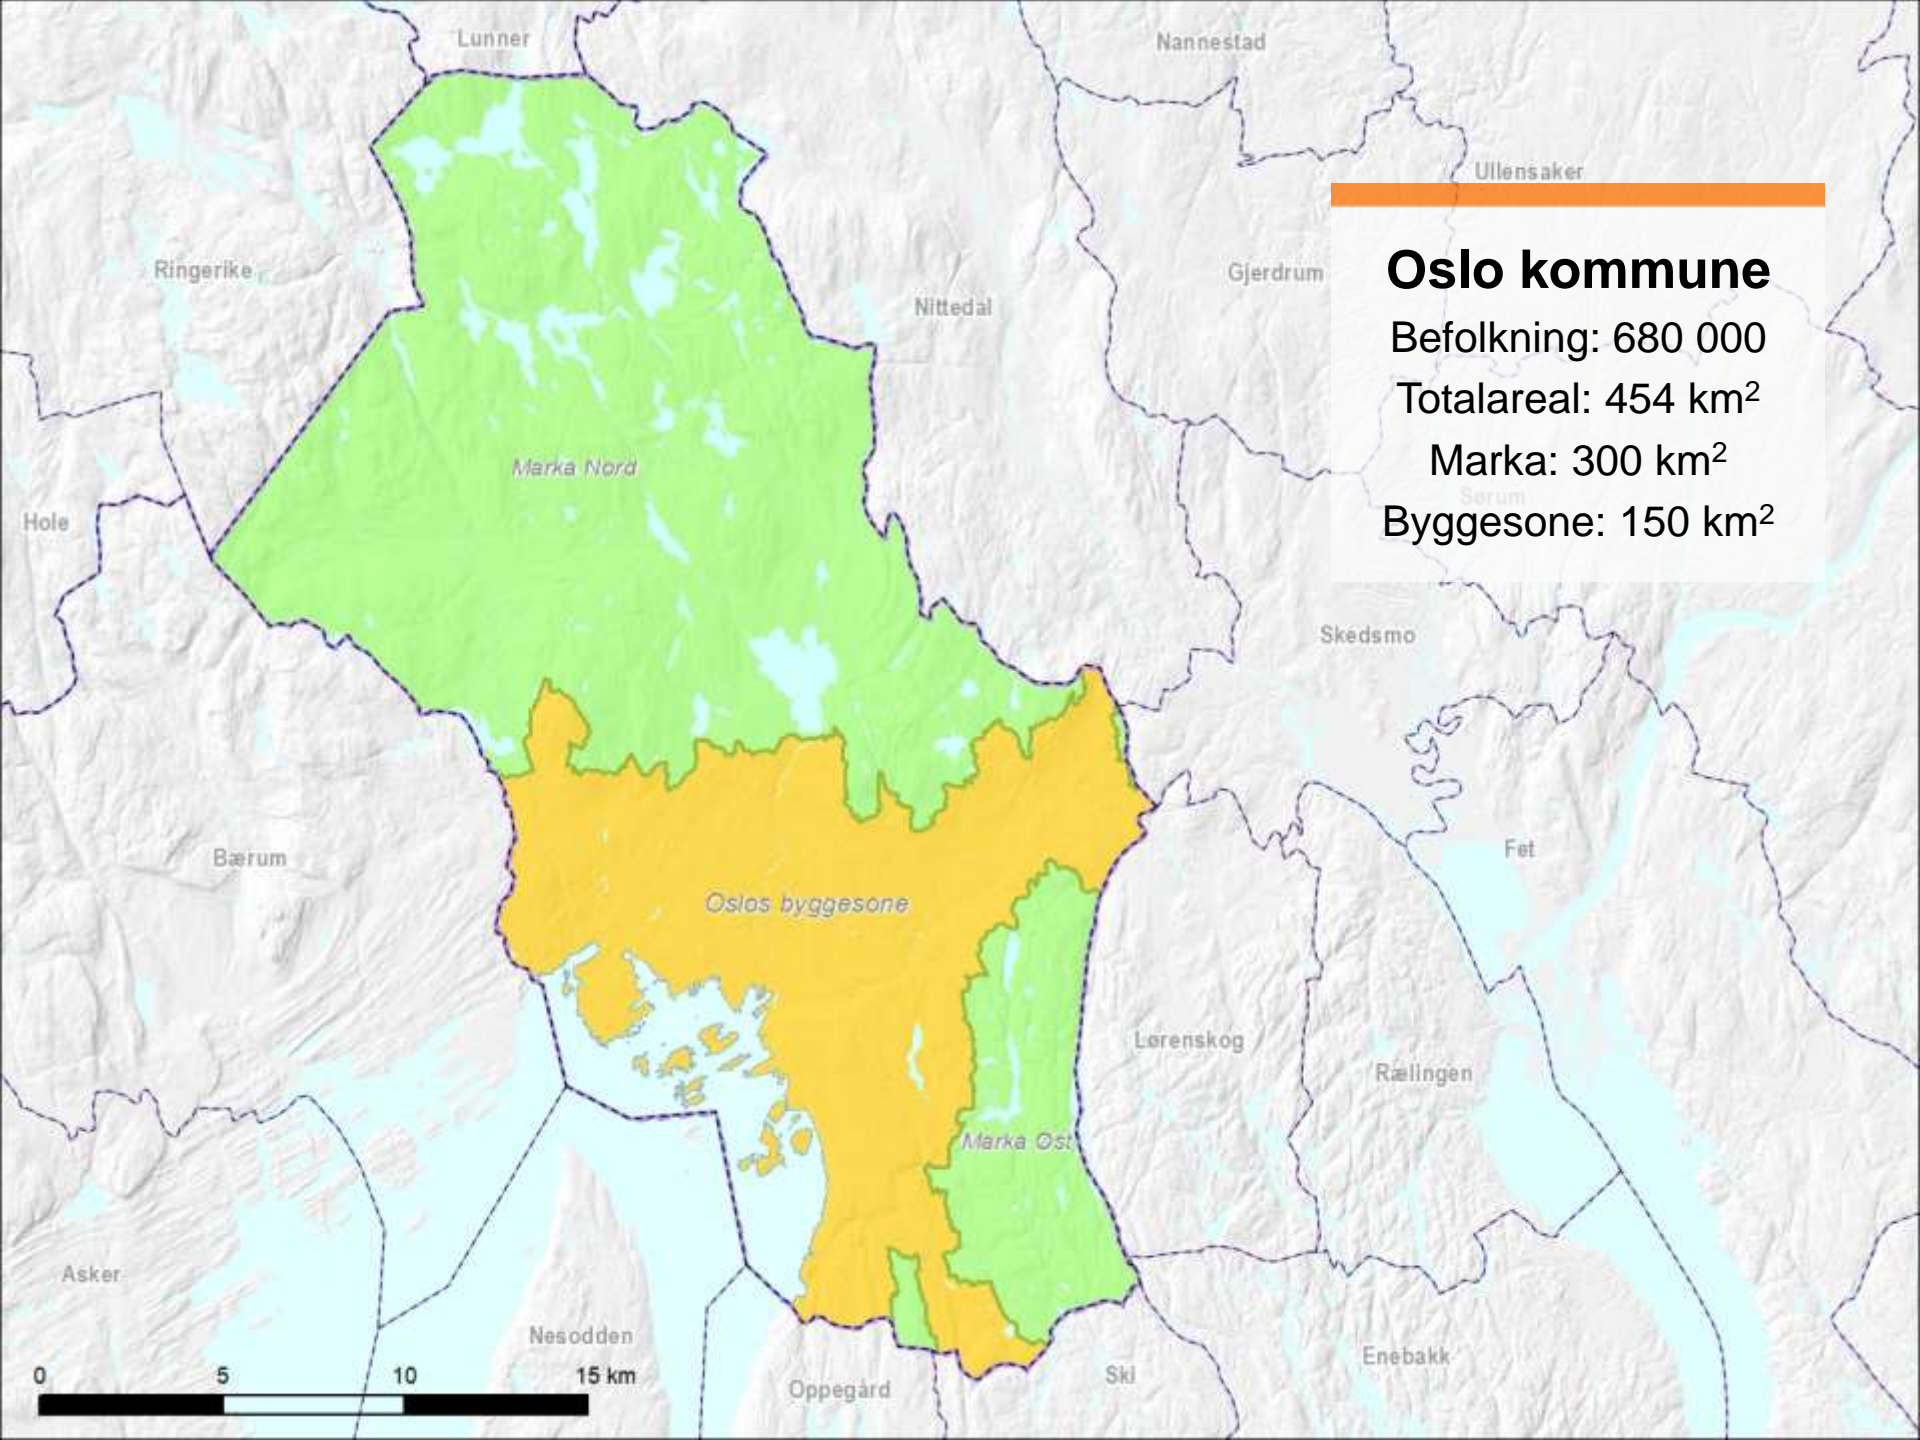 Lunner
Nannestad
Ullensaker
Ringerike
Nittedal
Gjerdrum
Oslo kommune
Befolkning: 680 000
Totalareal: 454 km²
Marka: 300 km²
Sørum
Byggesone: 150 km²
Marka Nord
Hole
Skedsmo
Bærum
Oslos byggesone
Fet
Lørenskog
Rælingen
Marka Øst
Asker
Nesodden
Oppegård
Ski
Enebakk
0 5 10 15 km